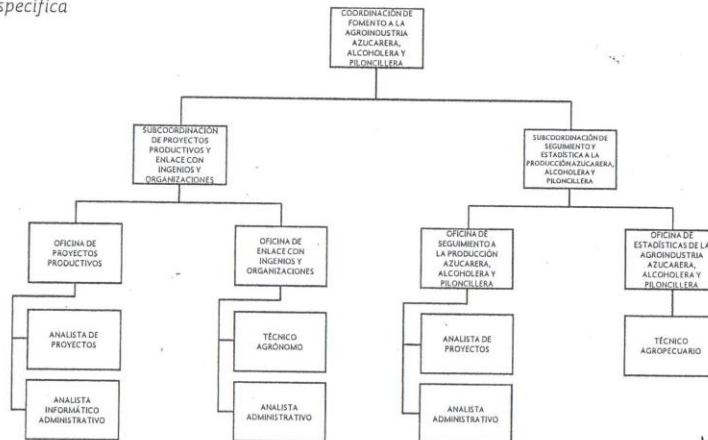 specífica
COORDINACIÓN DE
FOMENTO A LA
AGROINDUSTRIA
AZUCARERA,
ALCOHOLERA Y
PILONCILLERA
SUBCOORDINACIÓN
DE PROYECTOS
PRODUCTIVOS Y
ENLACE CON
INGENIOS Y
ORGANIZACIONES
SUBCOORDINACIÓN DE
SEGUIMIENTO Y
ESTADÍSTICA A LA
PRODUCCIÓN AZUCARERA,
ALCOHOLERA Y
PILONCILLERA
OFICINA DE
PROYECTOS
PRODUCTIVOS
OFICINA DE
ENLACE CON
INGENIOS Y
ORGANIZACIONES
OFICINA DE
SEGUIMIENTO A
LA PRODUCCIÓN
AZUCARERA,
ALCOHOLERA Y
PILONCILLERA
OFICINA DE
ESTADÍSTICAS DE LA
AGROINDUSTRIA
AZUCARERA,
ALCOHOLERA Y
PILONCILLERA
ANALISTA DE
PROYECTOS
TÉCNICO
AGRÓNOMO
ANALISTA DE
PROYECTOS
TÉCNICO
AGROPECUARIO
ANALISTA
INFORMÁTICO
ADMINISTRATIVO
ANALISTA
ADMINISTRATIVO
ANALISTA
ADMINISTRATIVO